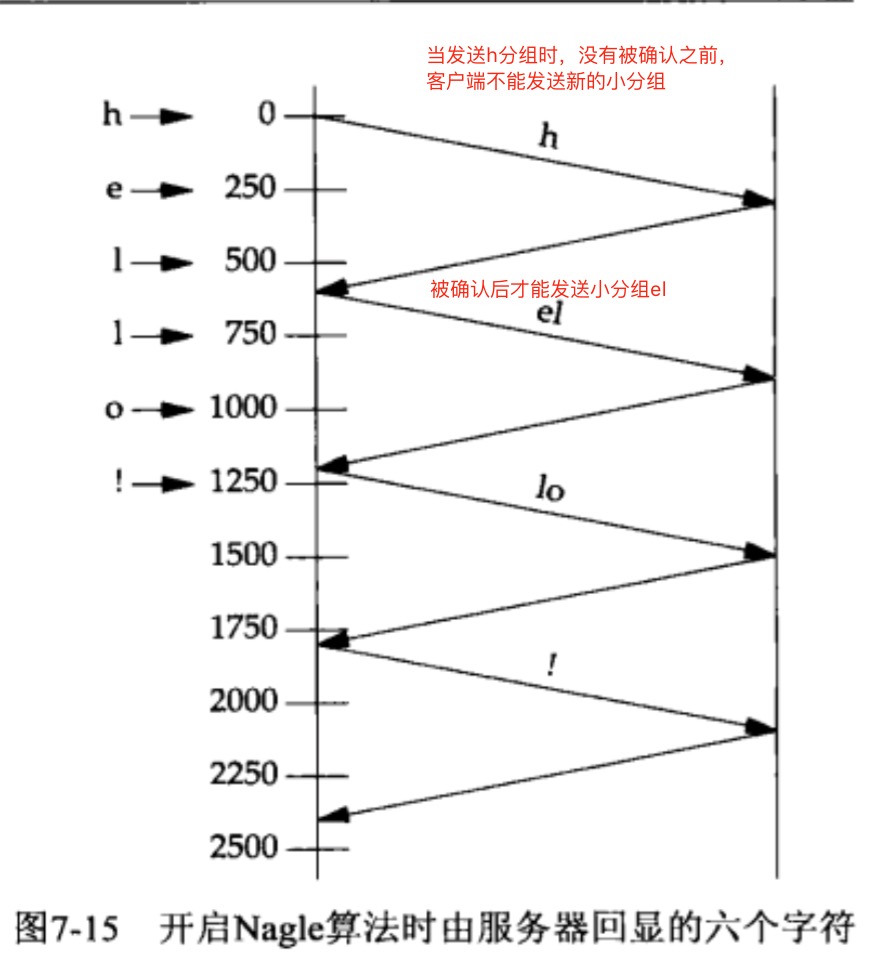 当发送h分组时，没有被确认之前，
客户端不能发送新的小分组
h 0
h
e 250
l 500
被确认后才能发送小分组el
el
l 750
o 1000
! 1250
lo
1500
1750
!
2000
2250
2500
图7-15 开启Nagle算法时由服务器回显的六个字符